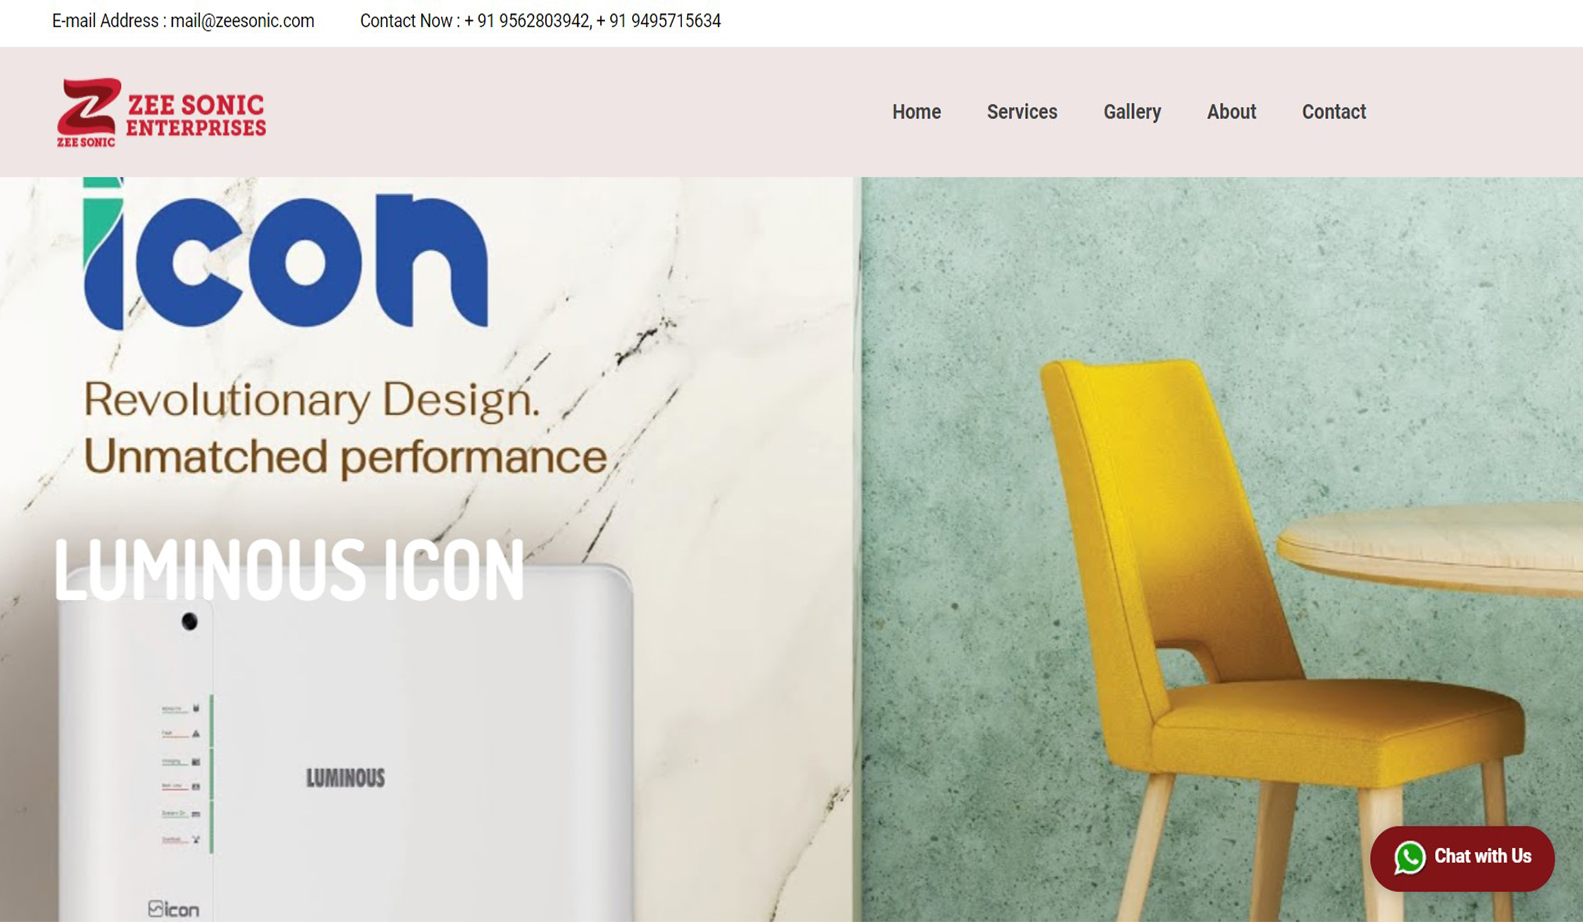 E-mail Address : mail@zeesonic.com
Contact Now : + 91 9562803942, + 91 9495715634
ZEE SONIC
ENTERPRISES
ZEE SONIC
Home
Services
Gallery
About
Contact
icon
Revolutionary Design.
Unmatched performance
LUMINOUS ICON
LUMINOUS
icon
Chat with Us